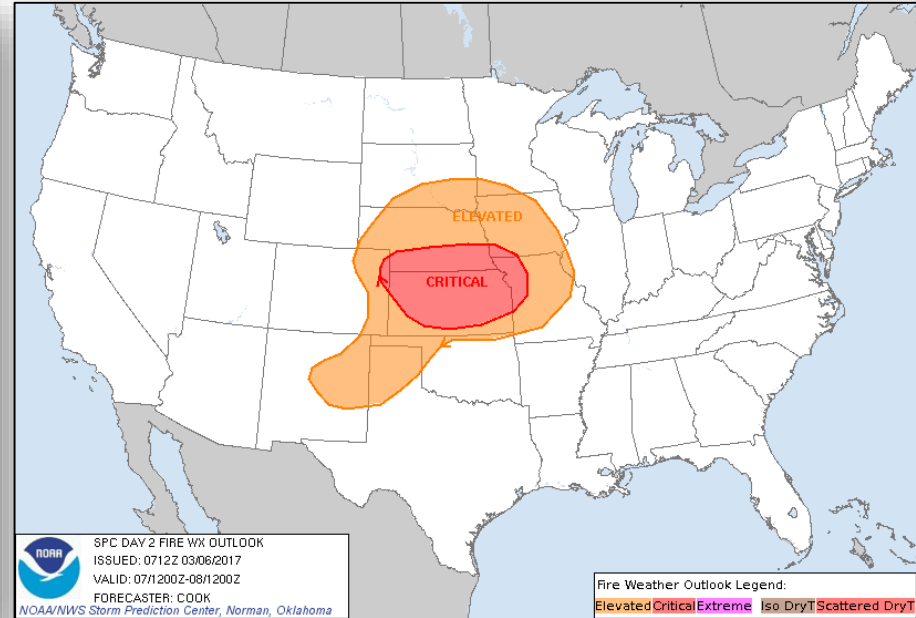 ELEVATED
CRITICAL
NOAA
SPC DAY 2 FIRE WX OUTLOOK
ISSUED: 0712Z 03/06/2017
VALID: 07/1200Z-08/1200Z
FORECASTER: COOK
NOAA/NWS Storm Prediction Center, Norman, Oklahoma
Fire Weather Outlook Legend:
Elevated Critical Extreme Iso DryT Scattered DryT